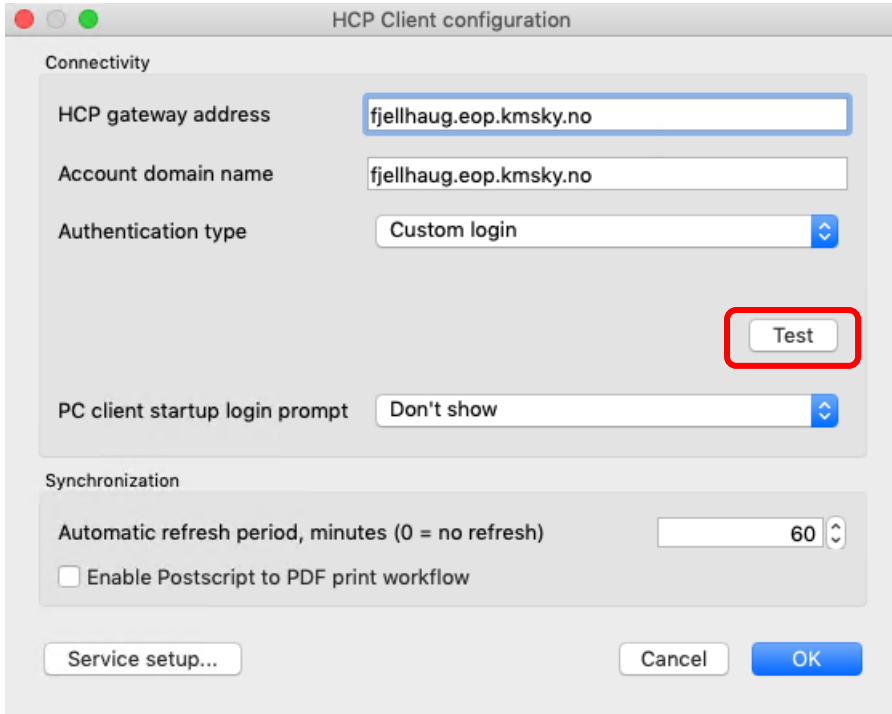 HCP Client configuration
Connectivity
HCP gateway address fjellhaug.eop.kmsky.no
Account domain name fjellhaug.eop.kmsky.no
Authentication type Custom login
Test
PC client startup login prompt Don't show
Synchronization
Automatic refresh period, minutes (0 = no refresh) 60
Enable Postscript to PDF print workflow
Service setup... Cancel OK